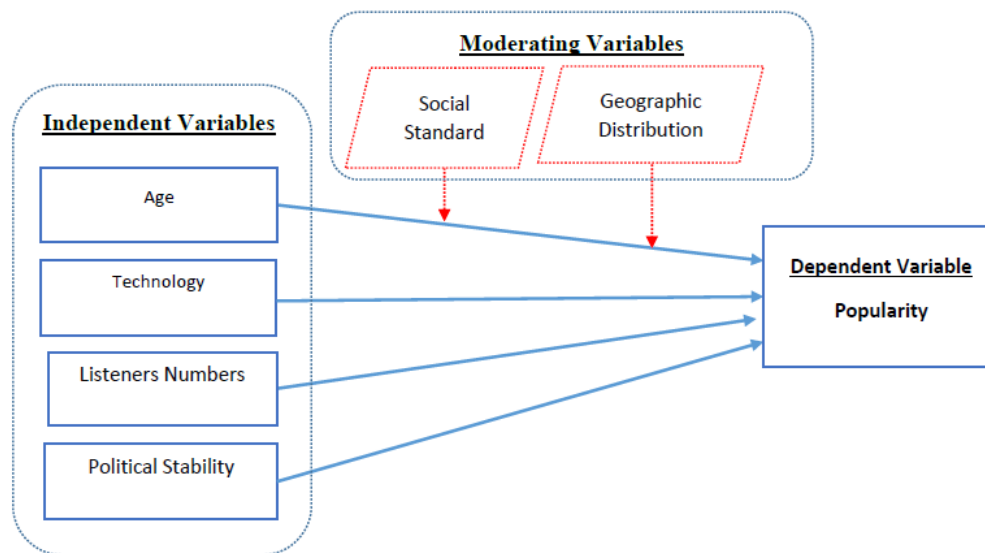 Moderating Variables
Social
Standard
Geographic
Distribution
Independent Variables
Age
Technology
Listeners Numbers
Political Stability
Dependent Variable
Popularity